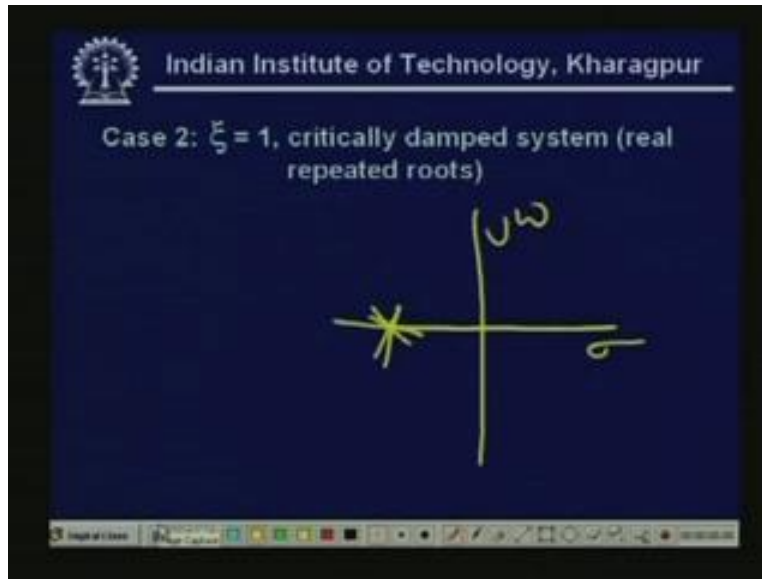 Indian Institute of Technology, Kharagpur
Case 2: ξ = 1, critically damped system (real
repeated roots)
jω
σ